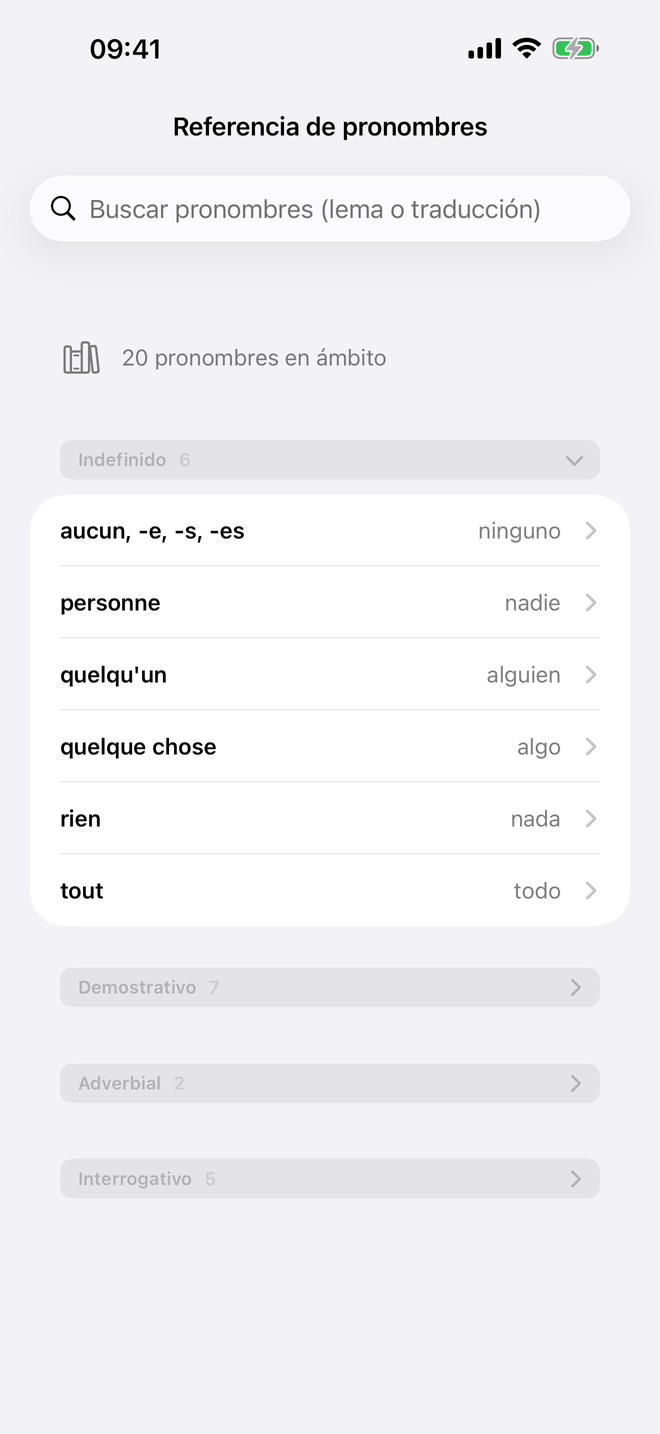 09:41
Referencia de pronombres
Buscar pronombres (lema o traducción)
20 pronombres en ámbito
Indefinido 6
aucun, -e, -s, -es ninguno
personne nadie
quelqu'un alguien
quelque chose algo
rien nada
tout todo
Demostrativo 7
Adverbial 2
Interrogativo 5